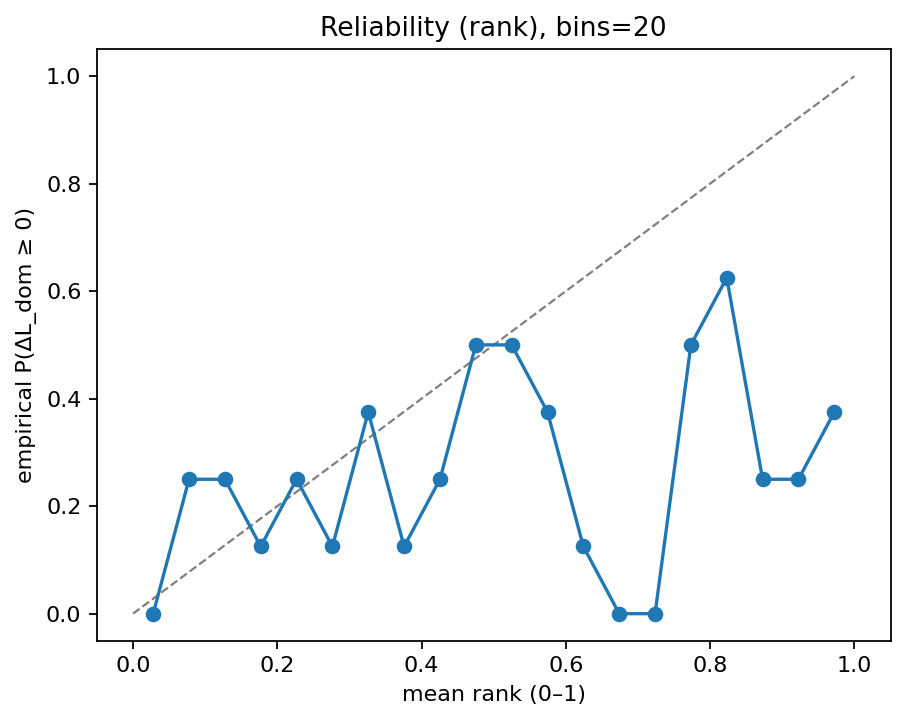 Reliability (rank), bins=20
1.0
0.8
0.6
0.4
0.2
0.0
empirical P(ΔL_dom ≥ 0)
0.0 0.2 0.4 0.6 0.8 1.0
mean rank (0–1)